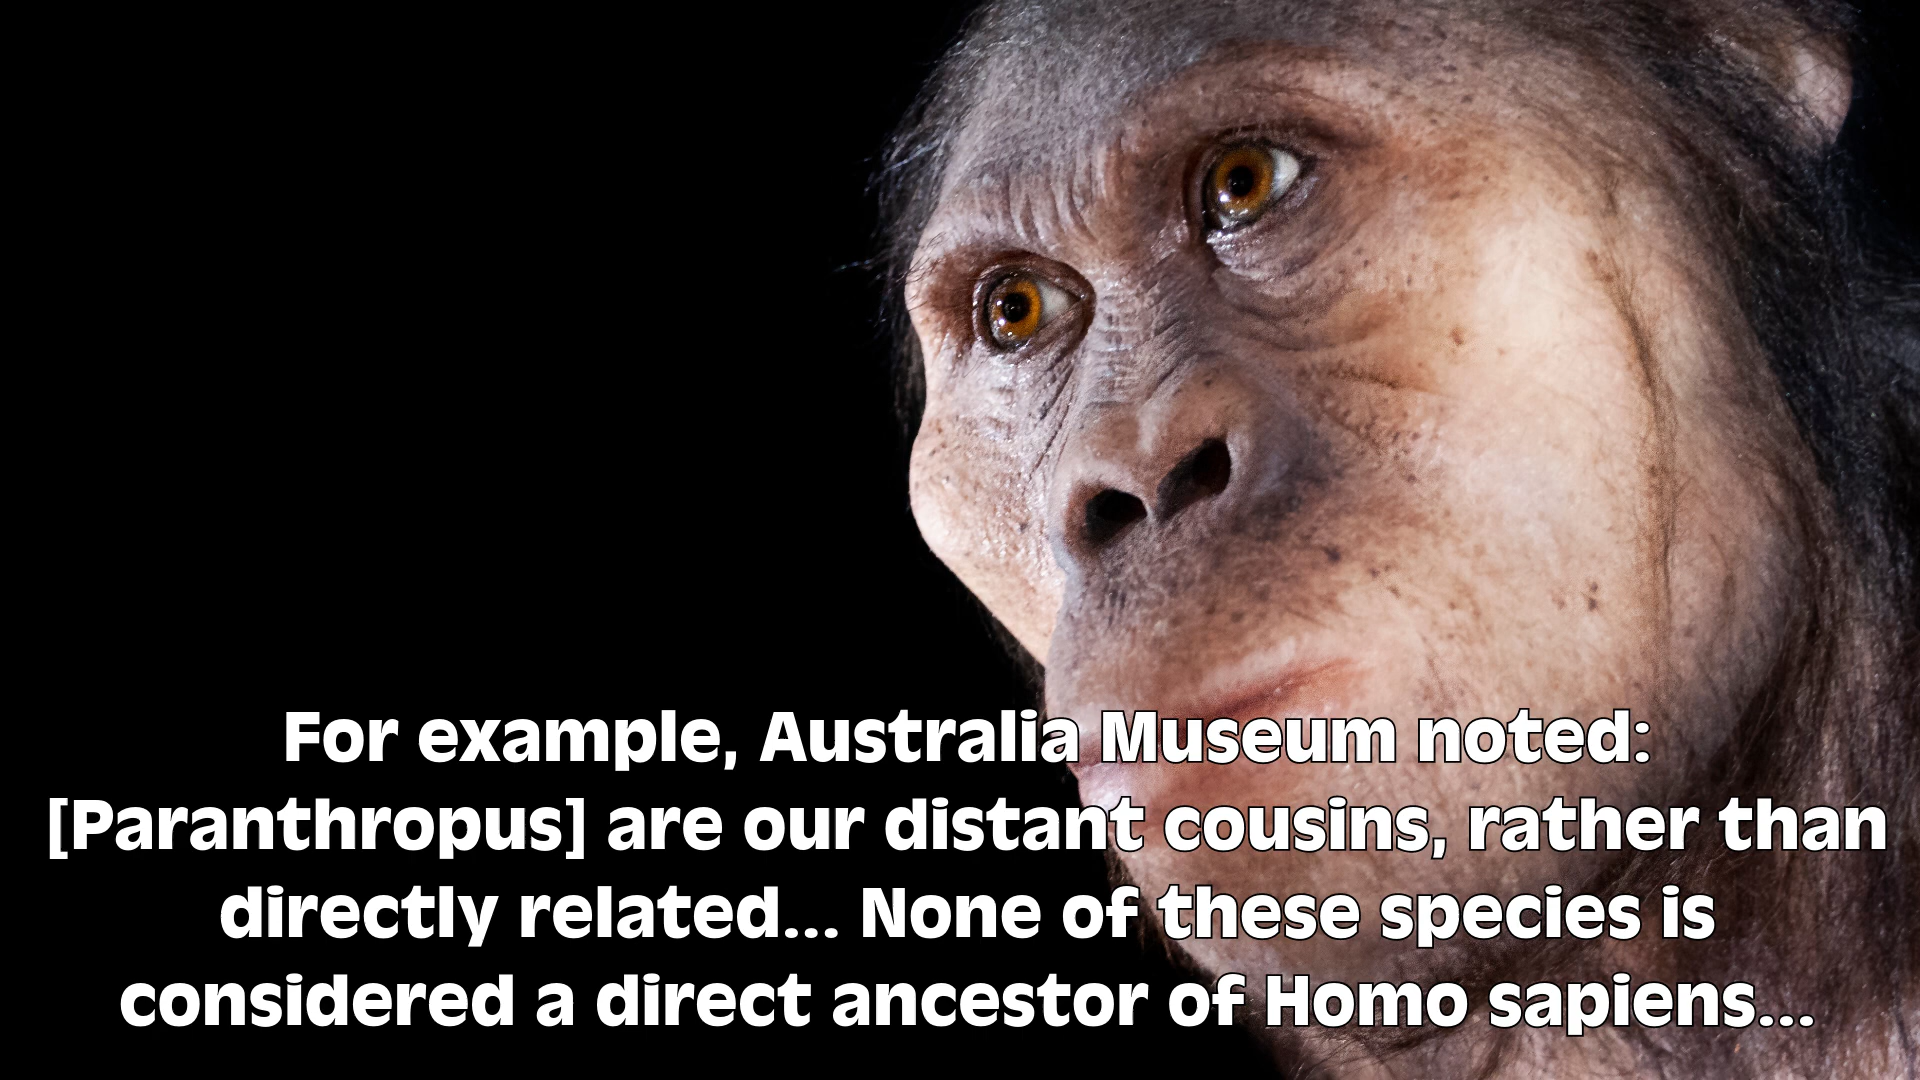 For example, Australia Museum noted:
[Paranthropus] are our distant cousins, rather than
directly related... None of these species is
considered a direct ancestor of Homo sapiens...